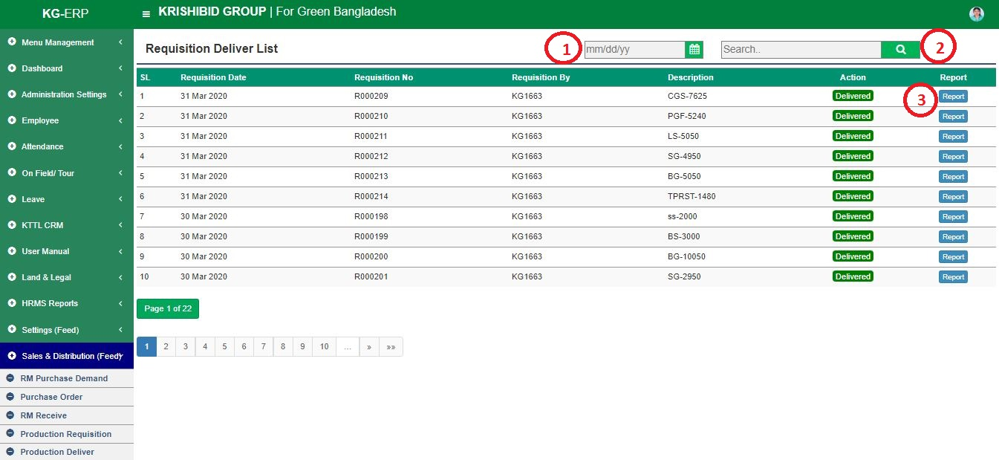 KG-ERP
KRISHIBID GROUP | For Green Bangladesh
Menu Management
Dashboard
Administration Settings
Employee
Attendance
On Field/ Tour
Leave
KTTL CRM
User Manual
Land & Legal
HRMS Reports
Settings (Feed)
Sales & Distribution (Feed)
RM Purchase Demand
Purchase Order
RM Receive
Production Requisition
Production Deliver
Requisition Deliver List
1
mm/dd/yy
Search..
2
SL Requisition Date Requisition No Requisition By Description Action Report
1 31 Mar 2020 R000209 KG1663 CGS-7625 Delivered 3 Report
2 31 Mar 2020 R000210 KG1663 PGF-5240 Delivered Report
3 31 Mar 2020 R000211 KG1663 LS-5050 Delivered Report
4 31 Mar 2020 R000212 KG1663 SG-4950 Delivered Report
5 31 Mar 2020 R000213 KG1663 BG-5050 Delivered Report
6 31 Mar 2020 R000214 KG1663 TPRST-1480 Delivered Report
7 30 Mar 2020 R000198 KG1663 ss-2000 Delivered Report
8 30 Mar 2020 R000199 KG1663 BS-3000 Delivered Report
9 30 Mar 2020 R000200 KG1663 BG-10050 Delivered Report
10 30 Mar 2020 R000201 KG1663 SG-2950 Delivered Report
Page 1 of 22
1 2 3 4 5 6 7 8 9 10 ... » »»